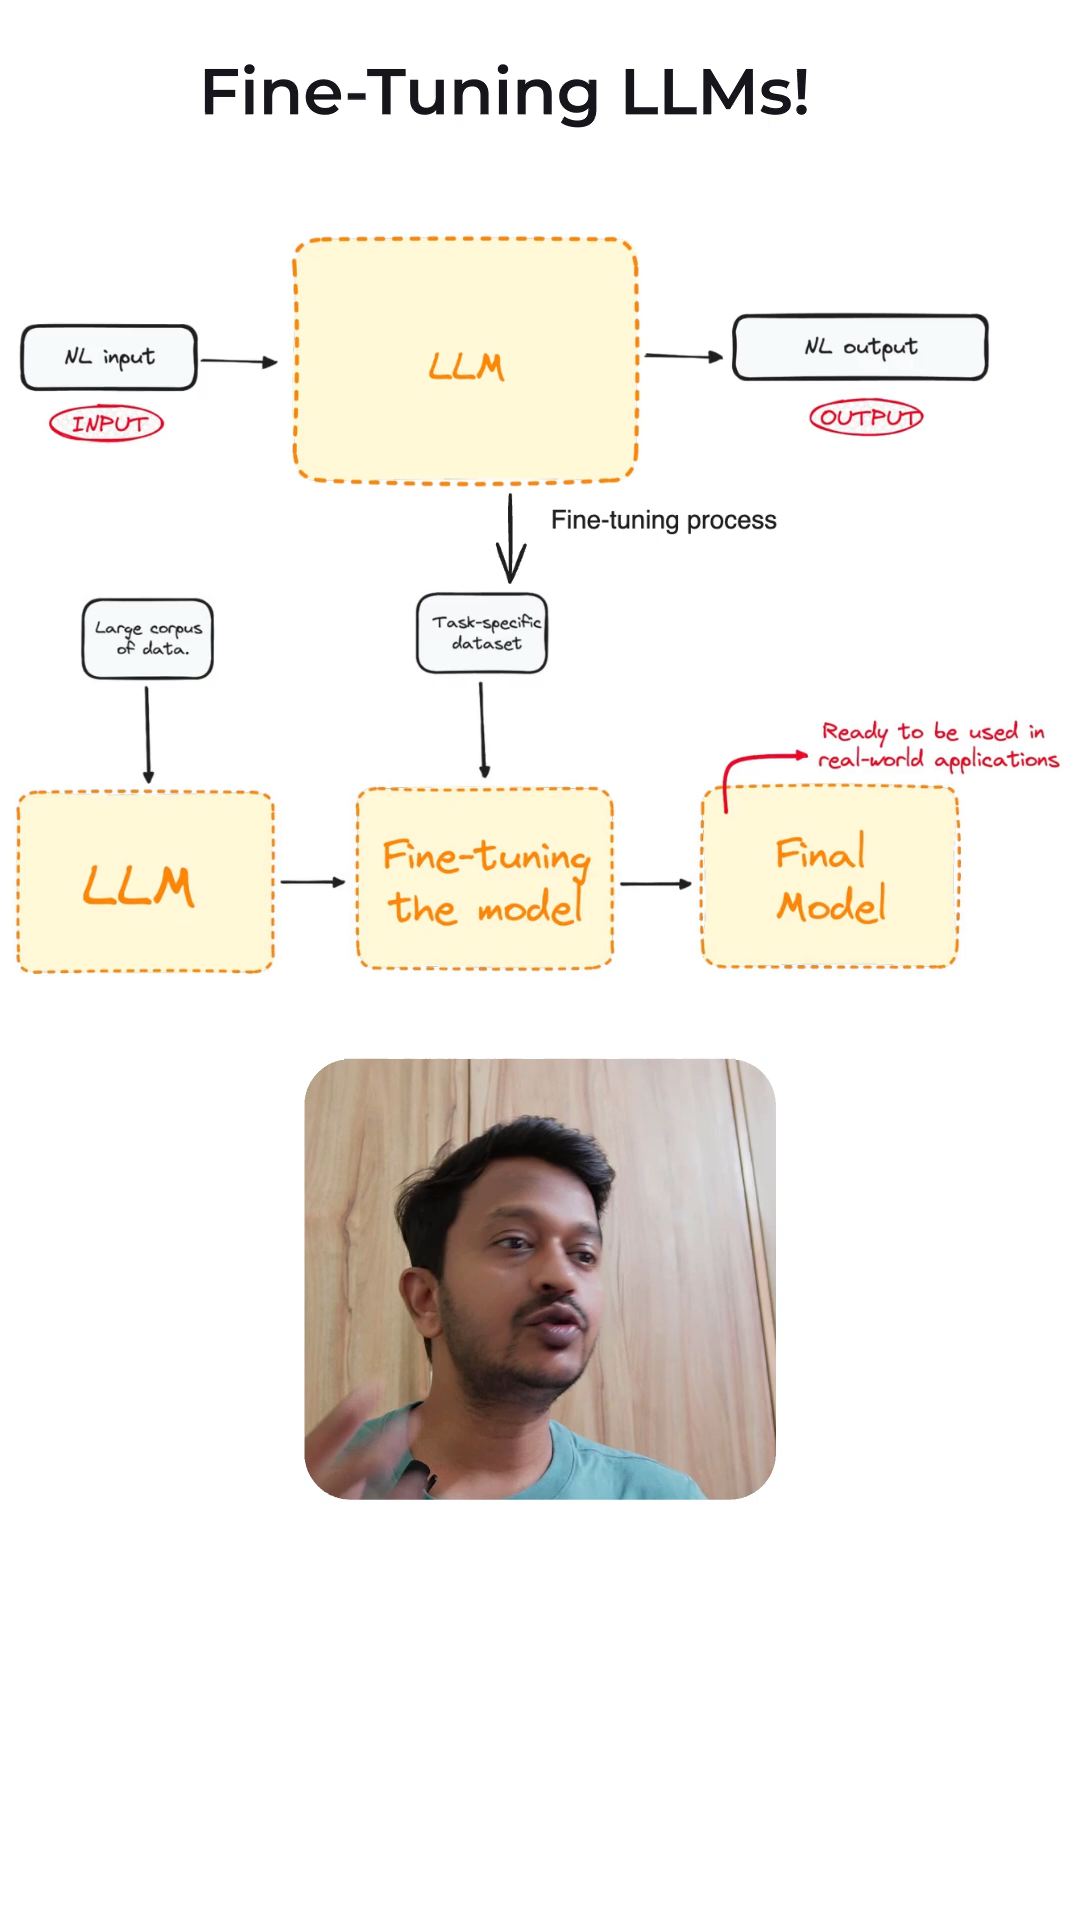 Fine-Tuning LLMs!
NL input
INPUT
LLM
NL output
OUTPUT
Fine-tuning process
Large corpus
of data.
Task-specific
dataset
Ready to be used in
real-world applications
LLM
Fine-tuning
the model
Final
Model